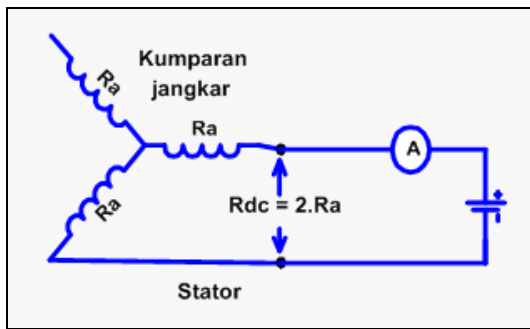 Kumparan
jangkar
Ra
Ra
Ra
A
Rdc = 2.Ra
+
Stator